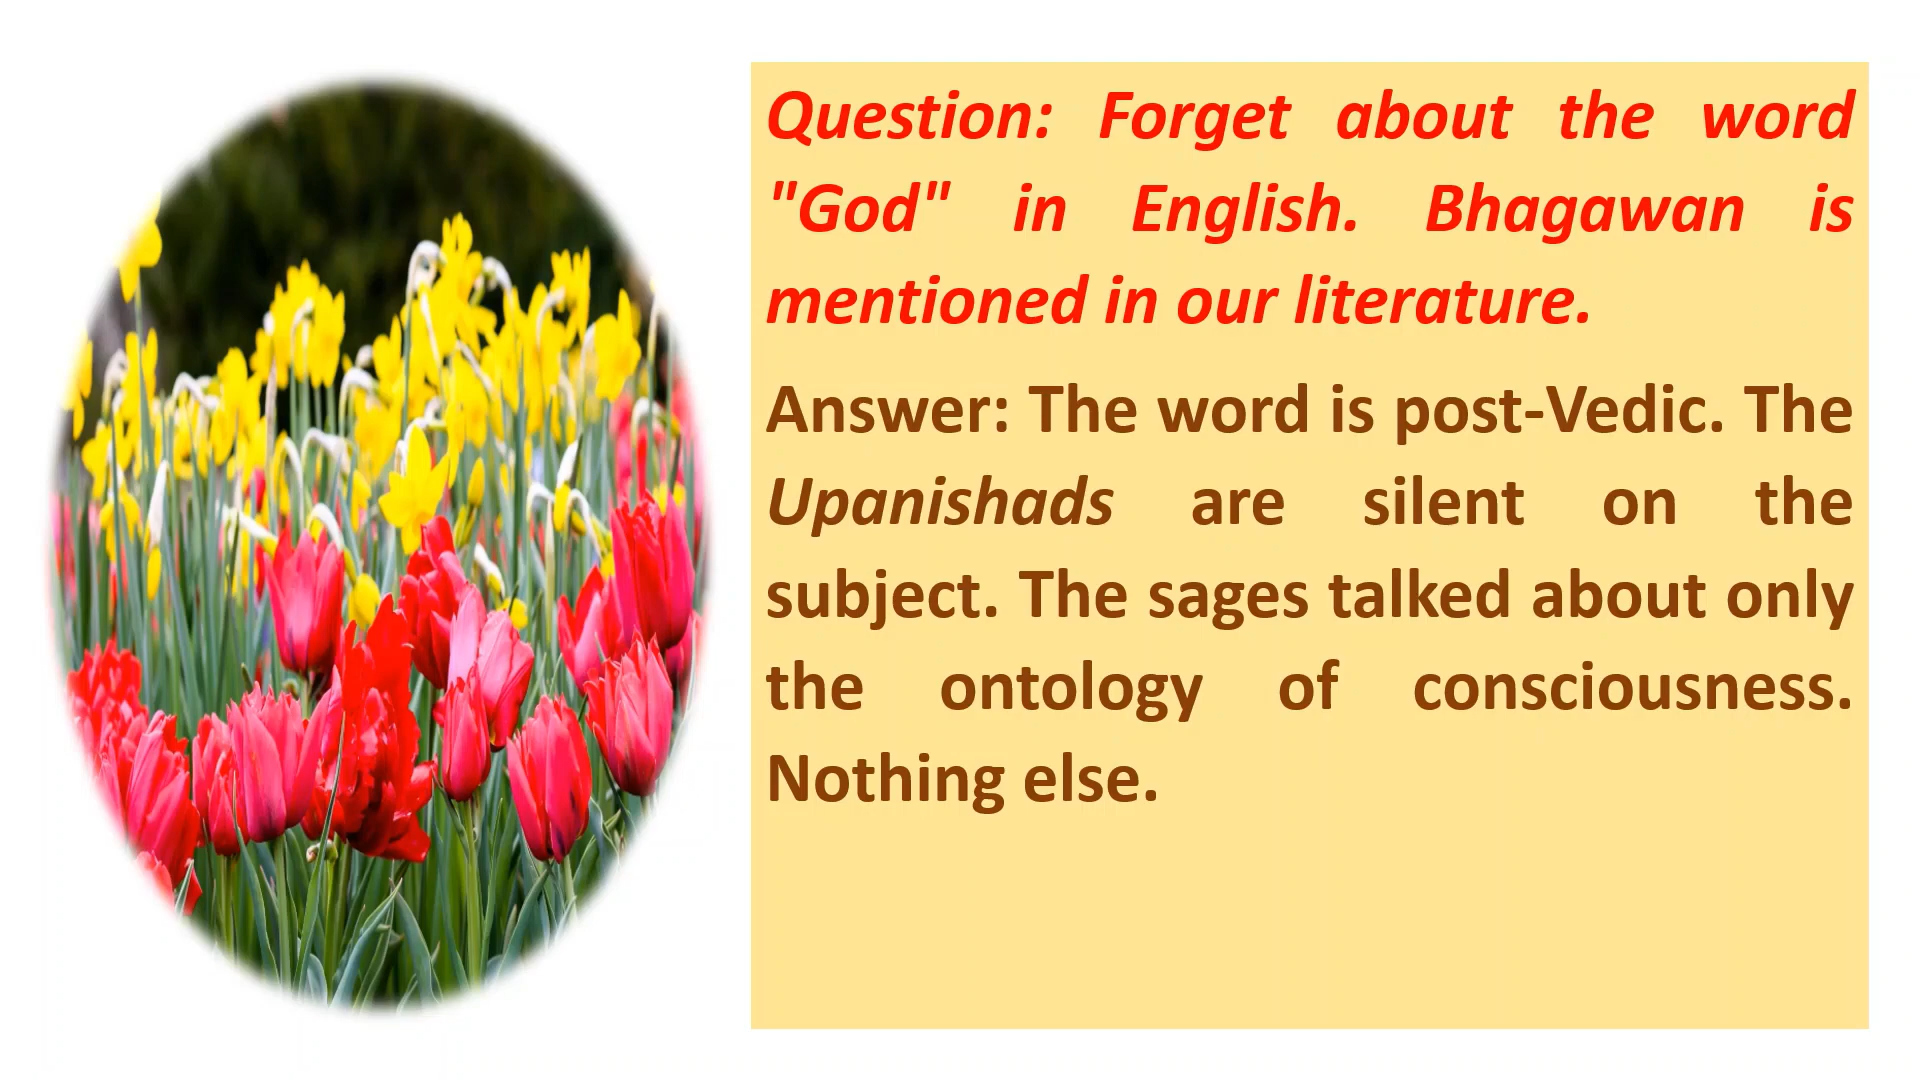 Question: Forget about the word
"God" in English. Bhagawan is
mentioned in our literature.
Answer: The word is post-Vedic. The
Upanishads are silent on the
subject. The sages talked about only
the ontology of consciousness.
Nothing else.